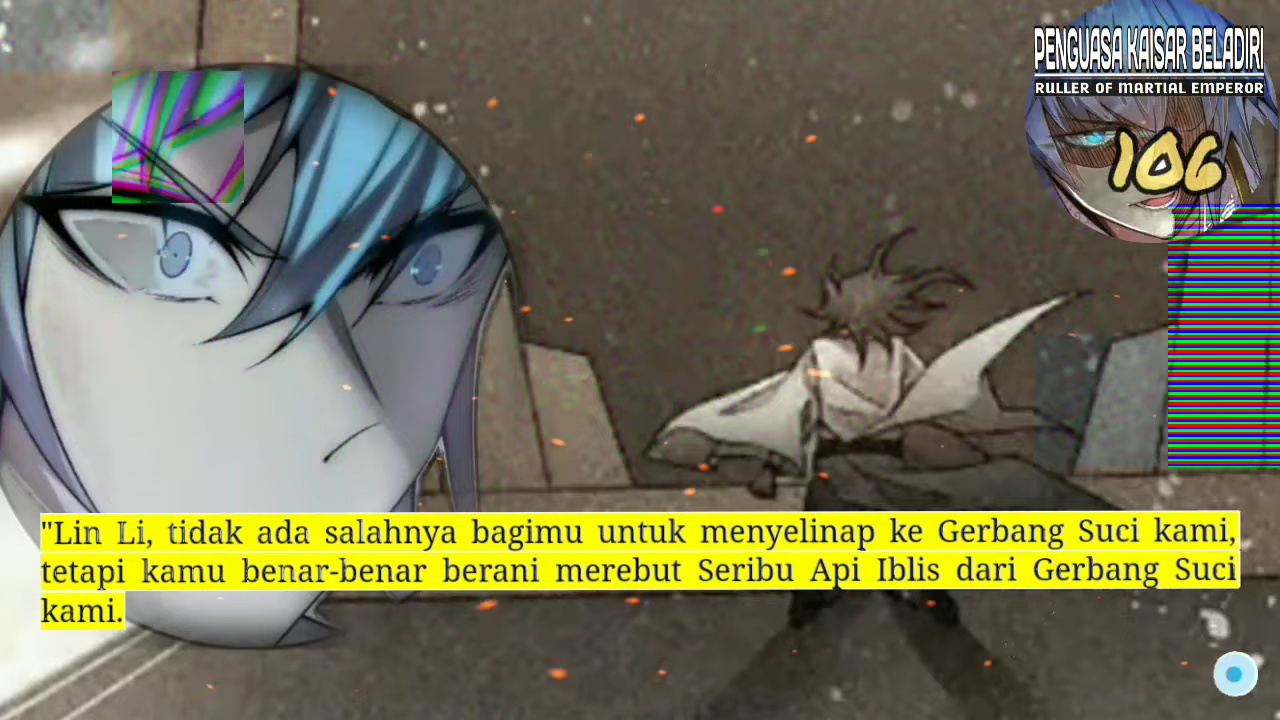 PENGUASA KAISAR BELADIRI
RULLER OF MARTIAL EMPEROR
106
"Lin Li, tidak ada salahnya bagimu untuk menyelinap ke Gerbang Suci kami,
tetapi kamu benar-benar berani merebut Seribu Api Iblis dari Gerbang Suci
kami.